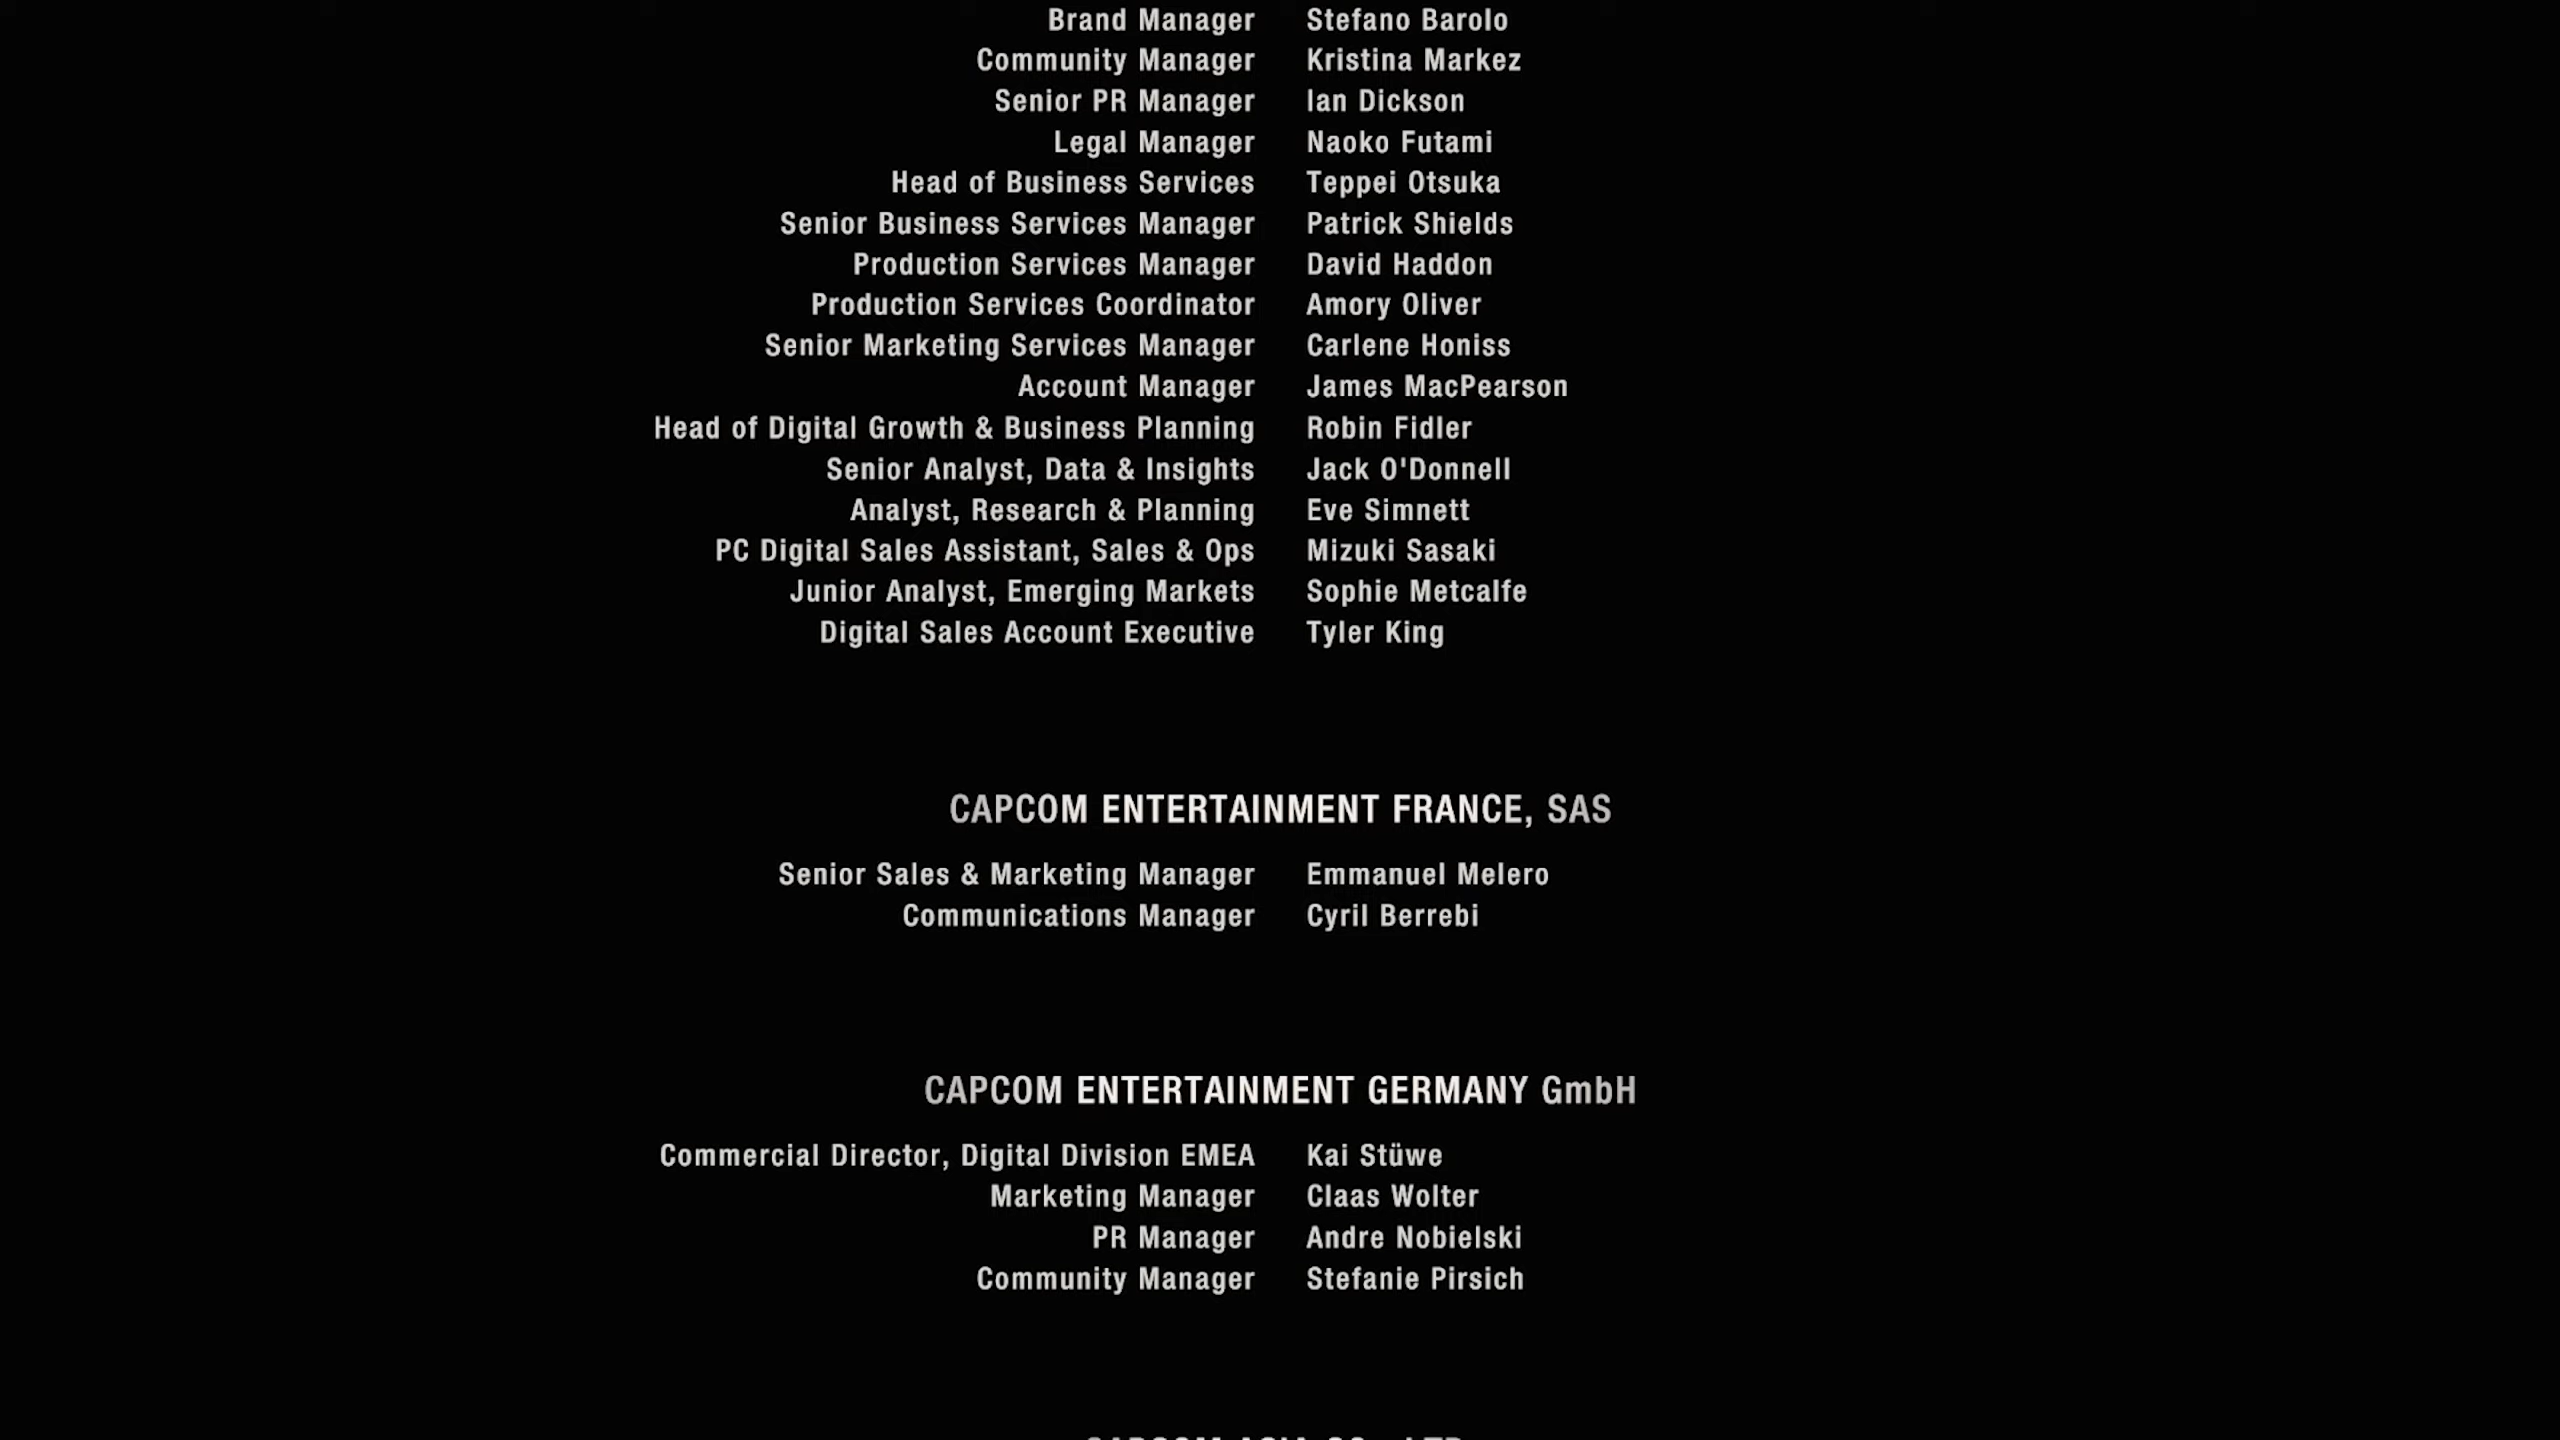 Brand Manager Stefano Barolo
Community Manager Kristina Markez
Senior PR Manager Ian Dickson
Legal Manager Naoko Futami
Head of Business Services Teppei Otsuka
Senior Business Services Manager Patrick Shields
Production Services Manager David Haddon
Production Services Coordinator Amory Oliver
Senior Marketing Services Manager Carlene Honiss
Account Manager James MacPearson
Head of Digital Growth & Business Planning Robin Fidler
Senior Analyst, Data & Insights Jack O'Donnell
Analyst, Research & Planning Eve Simnett
PC Digital Sales Assistant, Sales & Ops Mizuki Sasaki
Junior Analyst, Emerging Markets Sophie Metcalfe
Digital Sales Account Executive Tyler King
CAPCOM ENTERTAINMENT FRANCE, SAS
Senior Sales & Marketing Manager Emmanuel Melero
Communications Manager Cyril Berrebi
CAPCOM ENTERTAINMENT GERMANY GmbH
Commercial Director, Digital Division EMEA Kai Stüwe
Marketing Manager Claas Wolter
PR Manager Andre Nobielski
Community Manager Stefanie Pirsich